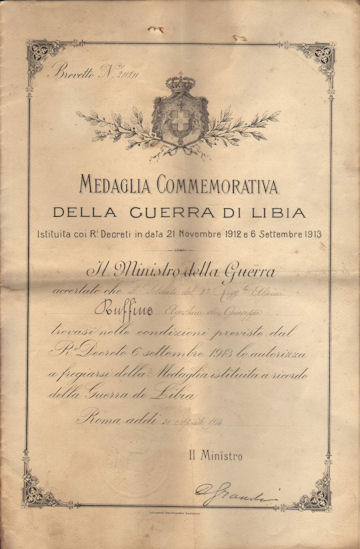 Brevetto N.
MEDAGLIA COMMEMORATIVA
DELLA GUERRA DI LIBIA
Istituita coi R.i Decreti in data 21 Novembre 1912 e 6 Settembre 1913
Il Ministro della Guerra
accertato che il
Ruffino
trovasi nelle condizioni previste dal
R.o Decreto 6 settembre 1913 lo autorizza
a fregiarsi della Medaglia istituita a ricordo
della Guerra di Libia
Roma, addì
Il Ministro